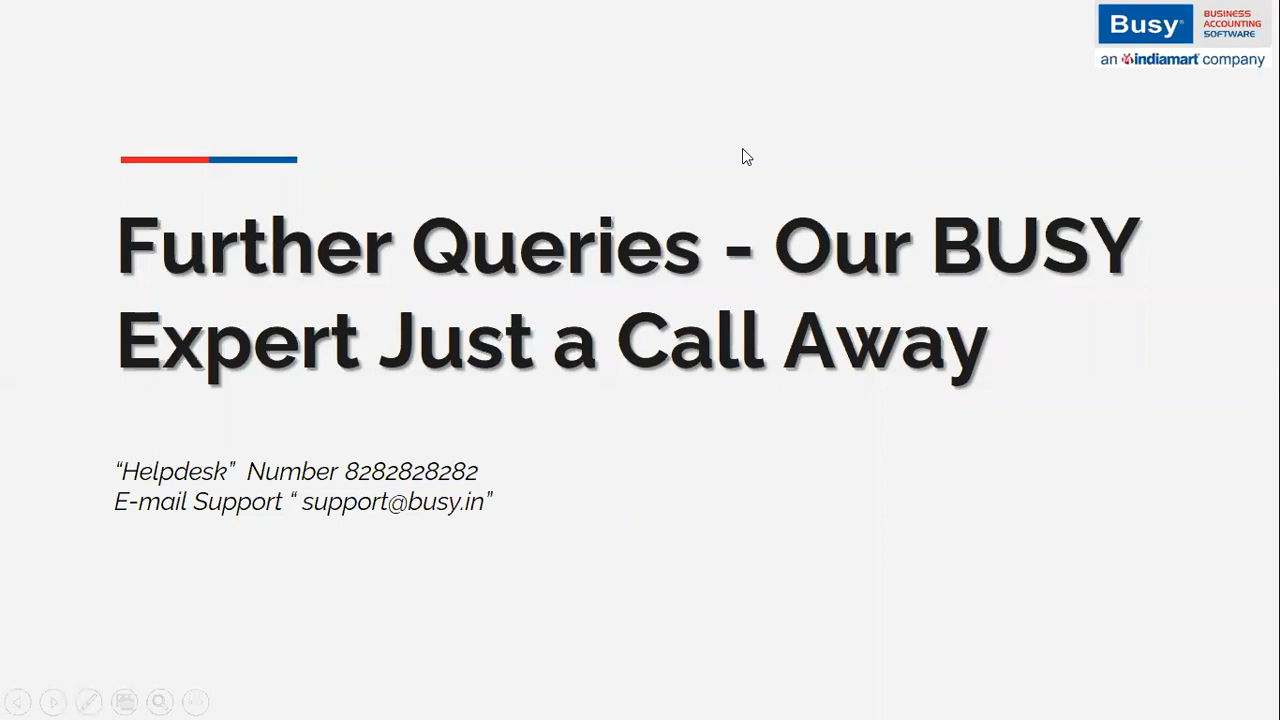 Busy
BUSINESS
ACCOUNTING
SOFTWARE
an indiamart company
Further Queries - Our BUSY
Expert Just a Call Away
“Helpdesk”  Number 8282828282
E-mail Support “ support@busy.in”